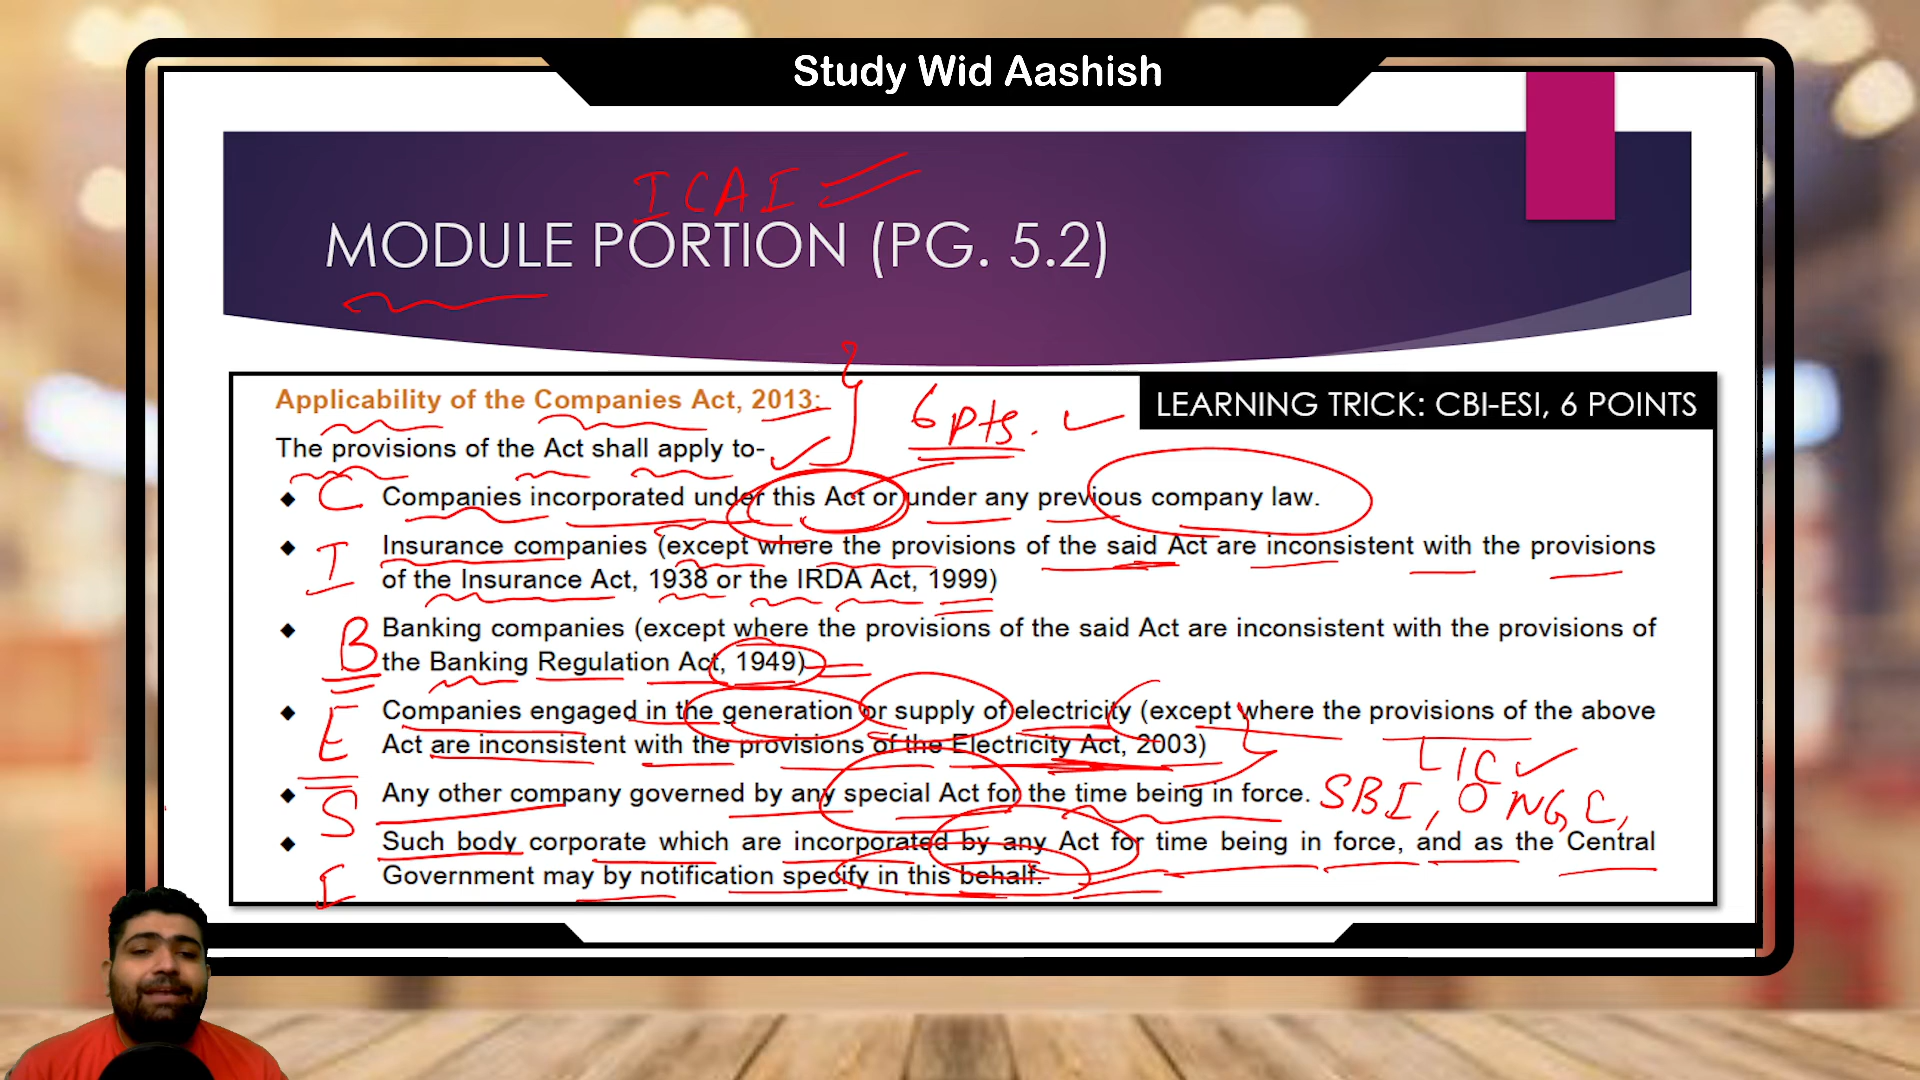 Study Wid Aashish
ICAI
MODULE PORTION (PG. 5.2)
Applicability of the Companies Act, 2013:
6 pts.
LEARNING TRICK: CBI-ESI, 6 POINTS
The provisions of the Act shall apply to-
C
◆ Companies incorporated under this Act or under any previous company law.
I
◆ Insurance companies (except where the provisions of the said Act are inconsistent with the provisions
of the Insurance Act, 1938 or the IRDA Act, 1999)
B
◆ Banking companies (except where the provisions of the said Act are inconsistent with the provisions of
the Banking Regulation Act, 1949)
E
◆ Companies engaged in the generation or supply of electricity (except where the provisions of the above
Act are inconsistent with the provisions of the Electricity Act, 2003)
LIC
S
◆ Any other company governed by any special Act for the time being in force.
SBI, ONGC,
I
◆ Such body corporate which are incorporated by any Act for time being in force, and as the Central
Government may by notification specify in this behalf.